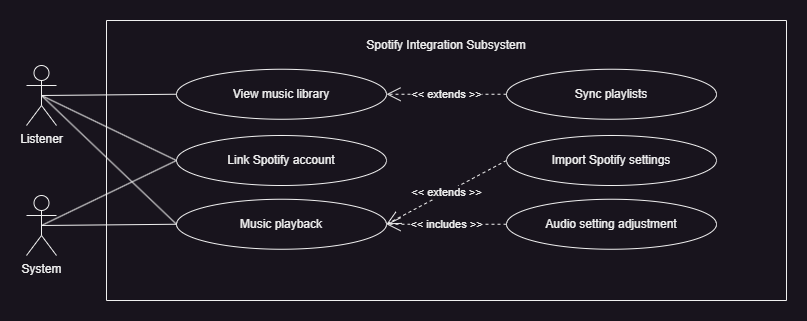 Spotify Integration Subsystem
View music library
<< extends >>
Sync playlists
Listener
Link Spotify account
Import Spotify settings
<< extends >>
Music playback
<< includes >>
Audio setting adjustment
System